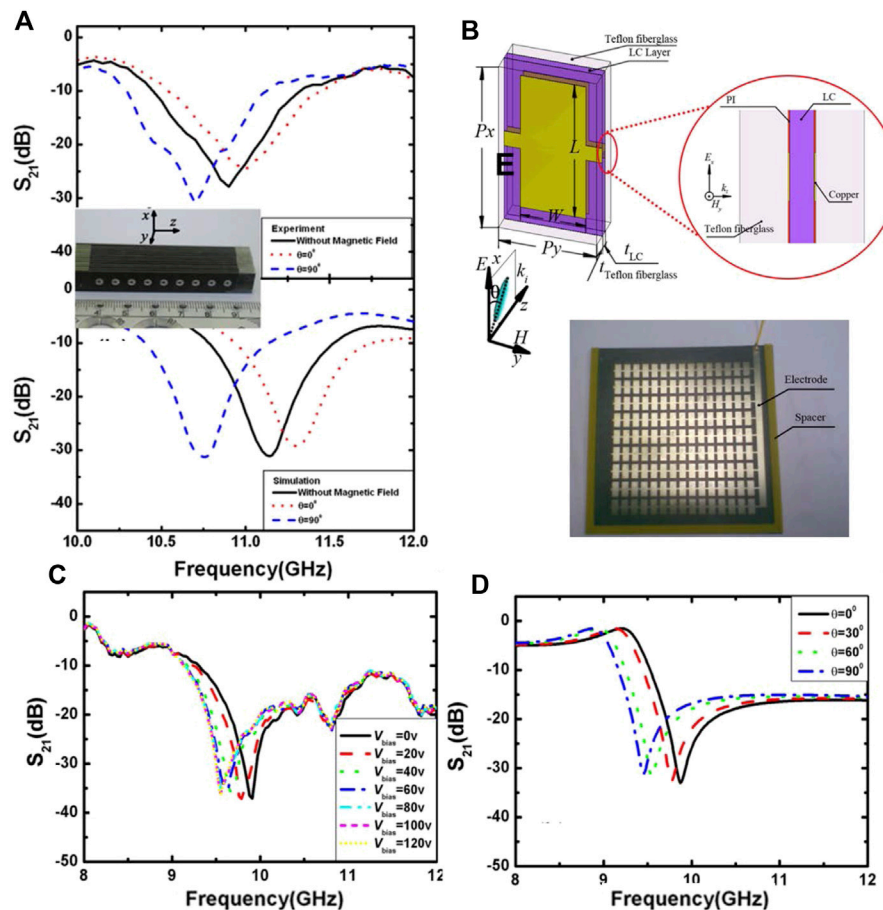 A
0
-10
-20
-30
-40
S21(dB)
Experiment
Without Magnetic Field
θ=0°
θ=90°
x
y
z
0
-10
-20
-30
-40
S21(dB)
Simulation
Without Magnetic Field
θ=0°
θ=90°
10.0 10.5 11.0 11.5 12.0
Frequency(GHz)
B
Teflon fiberglass
LC Layer
Px
L
E
W
Py
tLC
tTeflon fiberglass
E x
θ
ki
z
H
y
PI
LC
Ex
ki
Hy
Copper
Teflon fiberglass
Electrode
Spacer
C
0
-10
-20
-30
-40
-50
S21(dB)
Vbias=0v
Vbias=20v
Vbias=40v
Vbias=60v
Vbias=80v
Vbias=100v
Vbias=120v
8 9 10 11 12
Frequency(GHz)
D
0
-10
-20
-30
-40
-50
S21(dB)
θ=0°
θ=30°
θ=60°
θ=90°
8 9 10 11 12
Frequency(GHz)